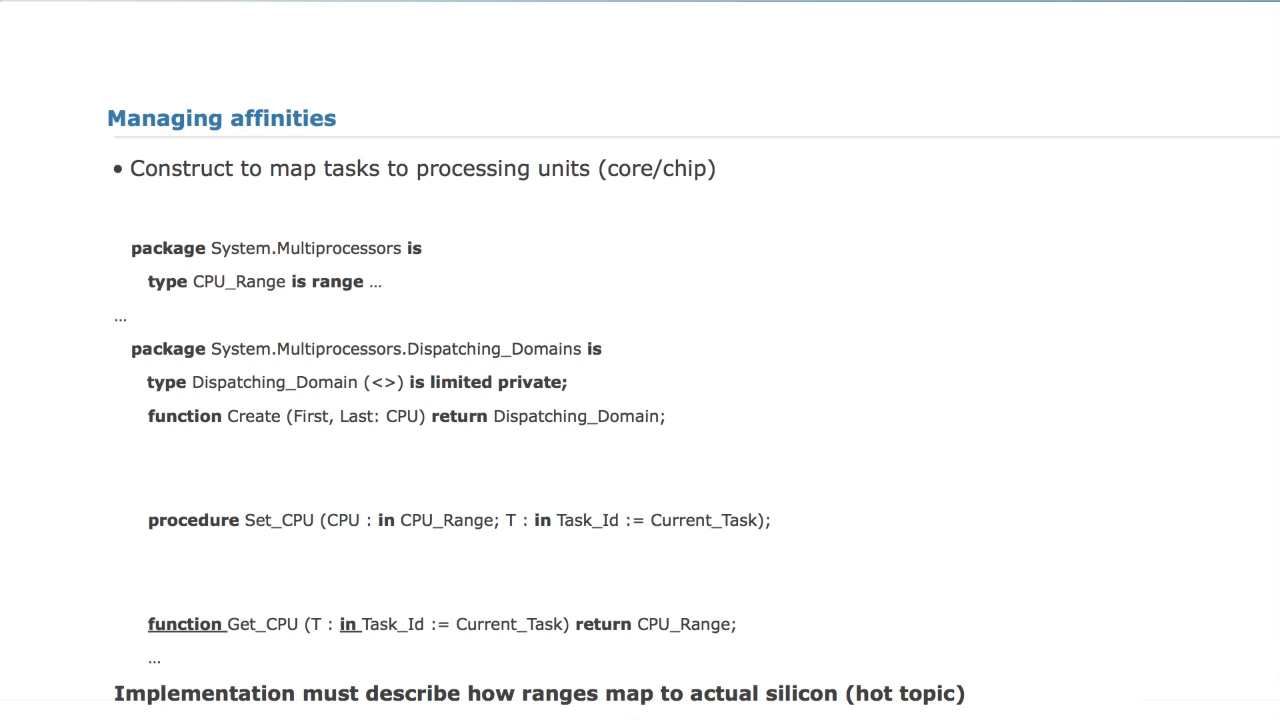 Managing affinities
• Construct to map tasks to processing units (core/chip)
package System.Multiprocessors is
type CPU_Range is range …
…
package System.Multiprocessors.Dispatching_Domains is
type Dispatching_Domain (<>) is limited private;
function Create (First, Last: CPU) return Dispatching_Domain;
procedure Set_CPU (CPU : in CPU_Range; T : in Task_Id := Current_Task);
function Get_CPU (T : in Task_Id := Current_Task) return CPU_Range;
…
Implementation must describe how ranges map to actual silicon (hot topic)